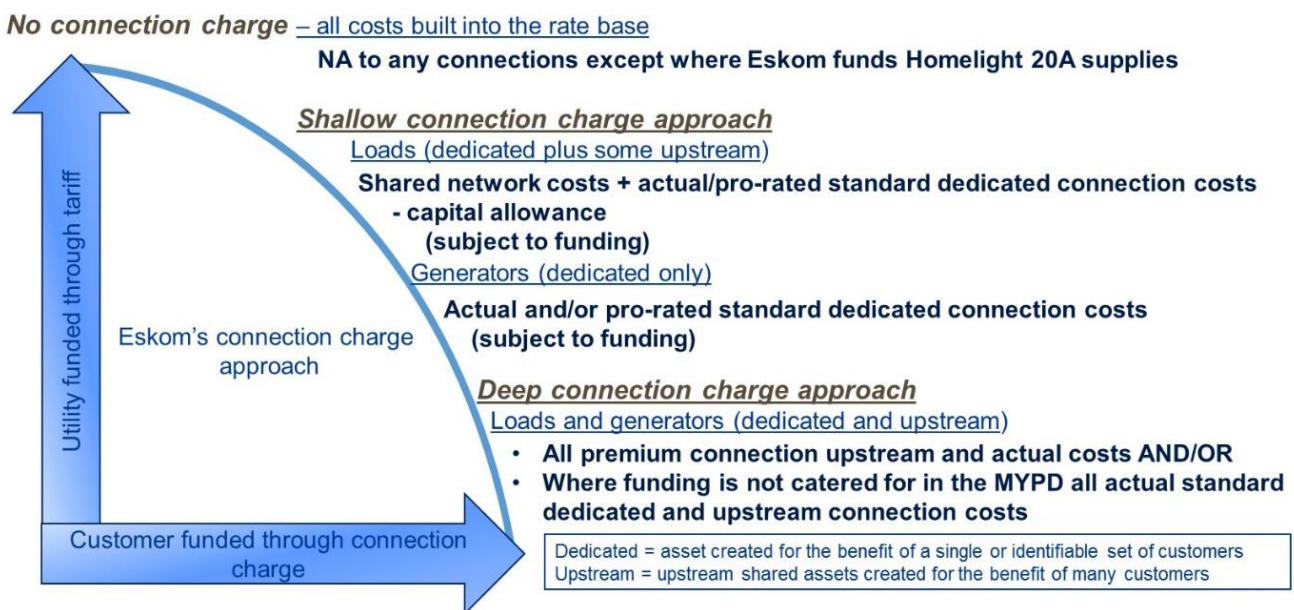 No connection charge – all costs built into the rate base
NA to any connections except where Eskom funds Homelight 20A supplies
Shallow connection charge approach
Loads (dedicated plus some upstream)
Shared network costs + actual/pro-rated standard dedicated connection costs
- capital allowance
(subject to funding)
Generators (dedicated only)
Actual and/or pro-rated standard dedicated connection costs
(subject to funding)
Utility funded through tariff
Eskom's connection charge
approach
Deep connection charge approach
Loads and generators (dedicated and upstream)
• All premium connection upstream and actual costs AND/OR
• Where funding is not catered for in the MYPD all actual standard
dedicated and upstream connection costs
Customer funded through connection
charge
Dedicated = asset created for the benefit of a single or identifiable set of customers
Upstream = upstream shared assets created for the benefit of many customers